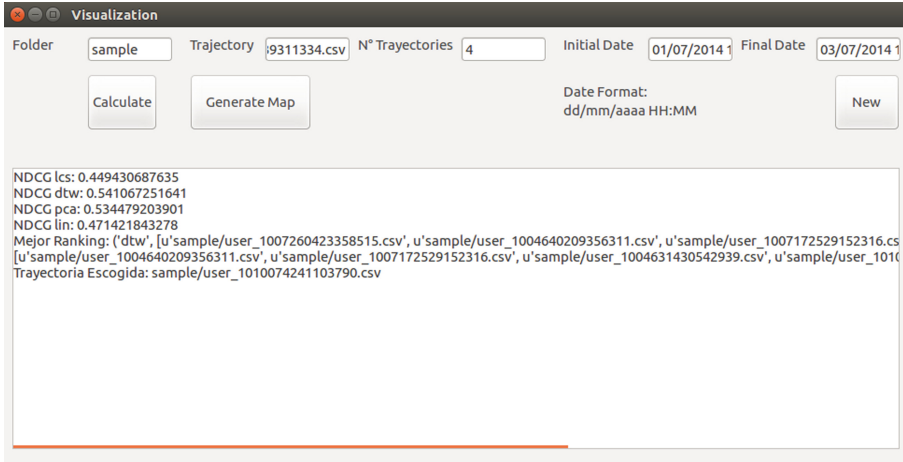 Visualization
Folder sample Trajectory 9311334.csv N° Trayectories 4 Initial Date 01/07/2014 1 Final Date 03/07/2014 1
Calculate Generate Map Date Format: New
dd/mm/aaaa HH:MM
NDCG lcs: 0.449430687635
NDCG dtw: 0.541067251641
NDCG pca: 0.534479203901
NDCG lin: 0.471421843278
Mejor Ranking: ('dtw', [u'sample/user_1007260423358515.csv', u'sample/user_1004640209356311.csv', u'sample/user_1007172529152316.cs
[u'sample/user_1004640209356311.csv', u'sample/user_1007172529152316.csv', u'sample/user_1004631430542939.csv', u'sample/user_1010
Trayectoria Escogida: sample/user_1010074241103790.csv